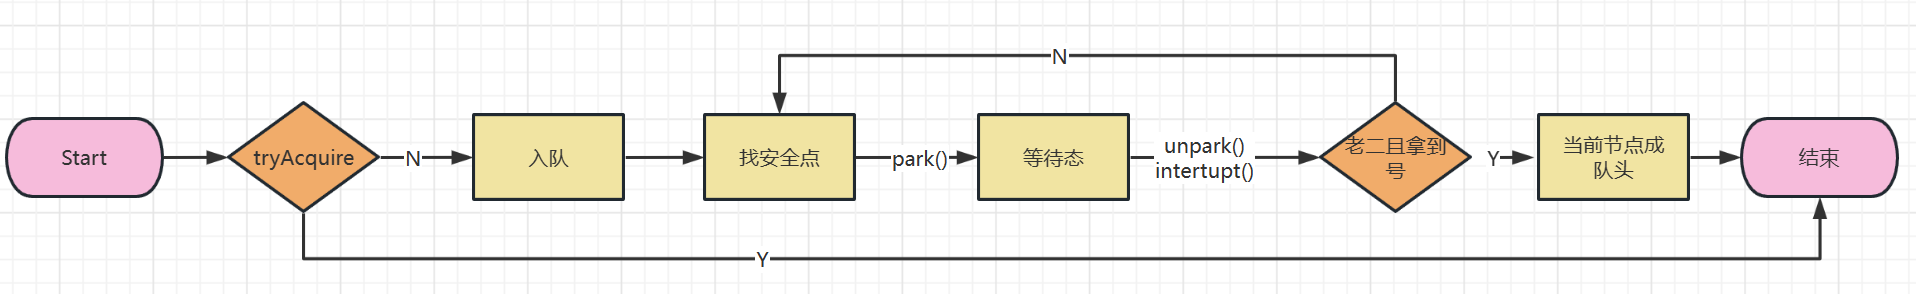 Start
tryAcquire
N
入队
找安全点
park()
等待态
unpark()
intertupt()
老二且拿到
号
N
Y
当前节点成
队头
结束
Y